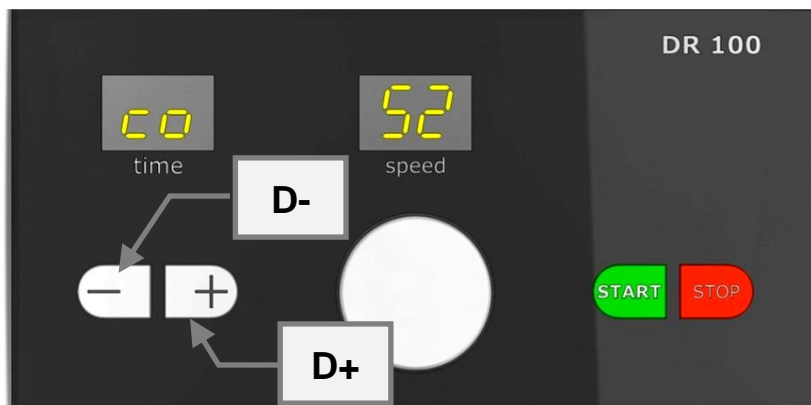 DR 100
co
52
time
speed
D-
− +
START
STOP
D+